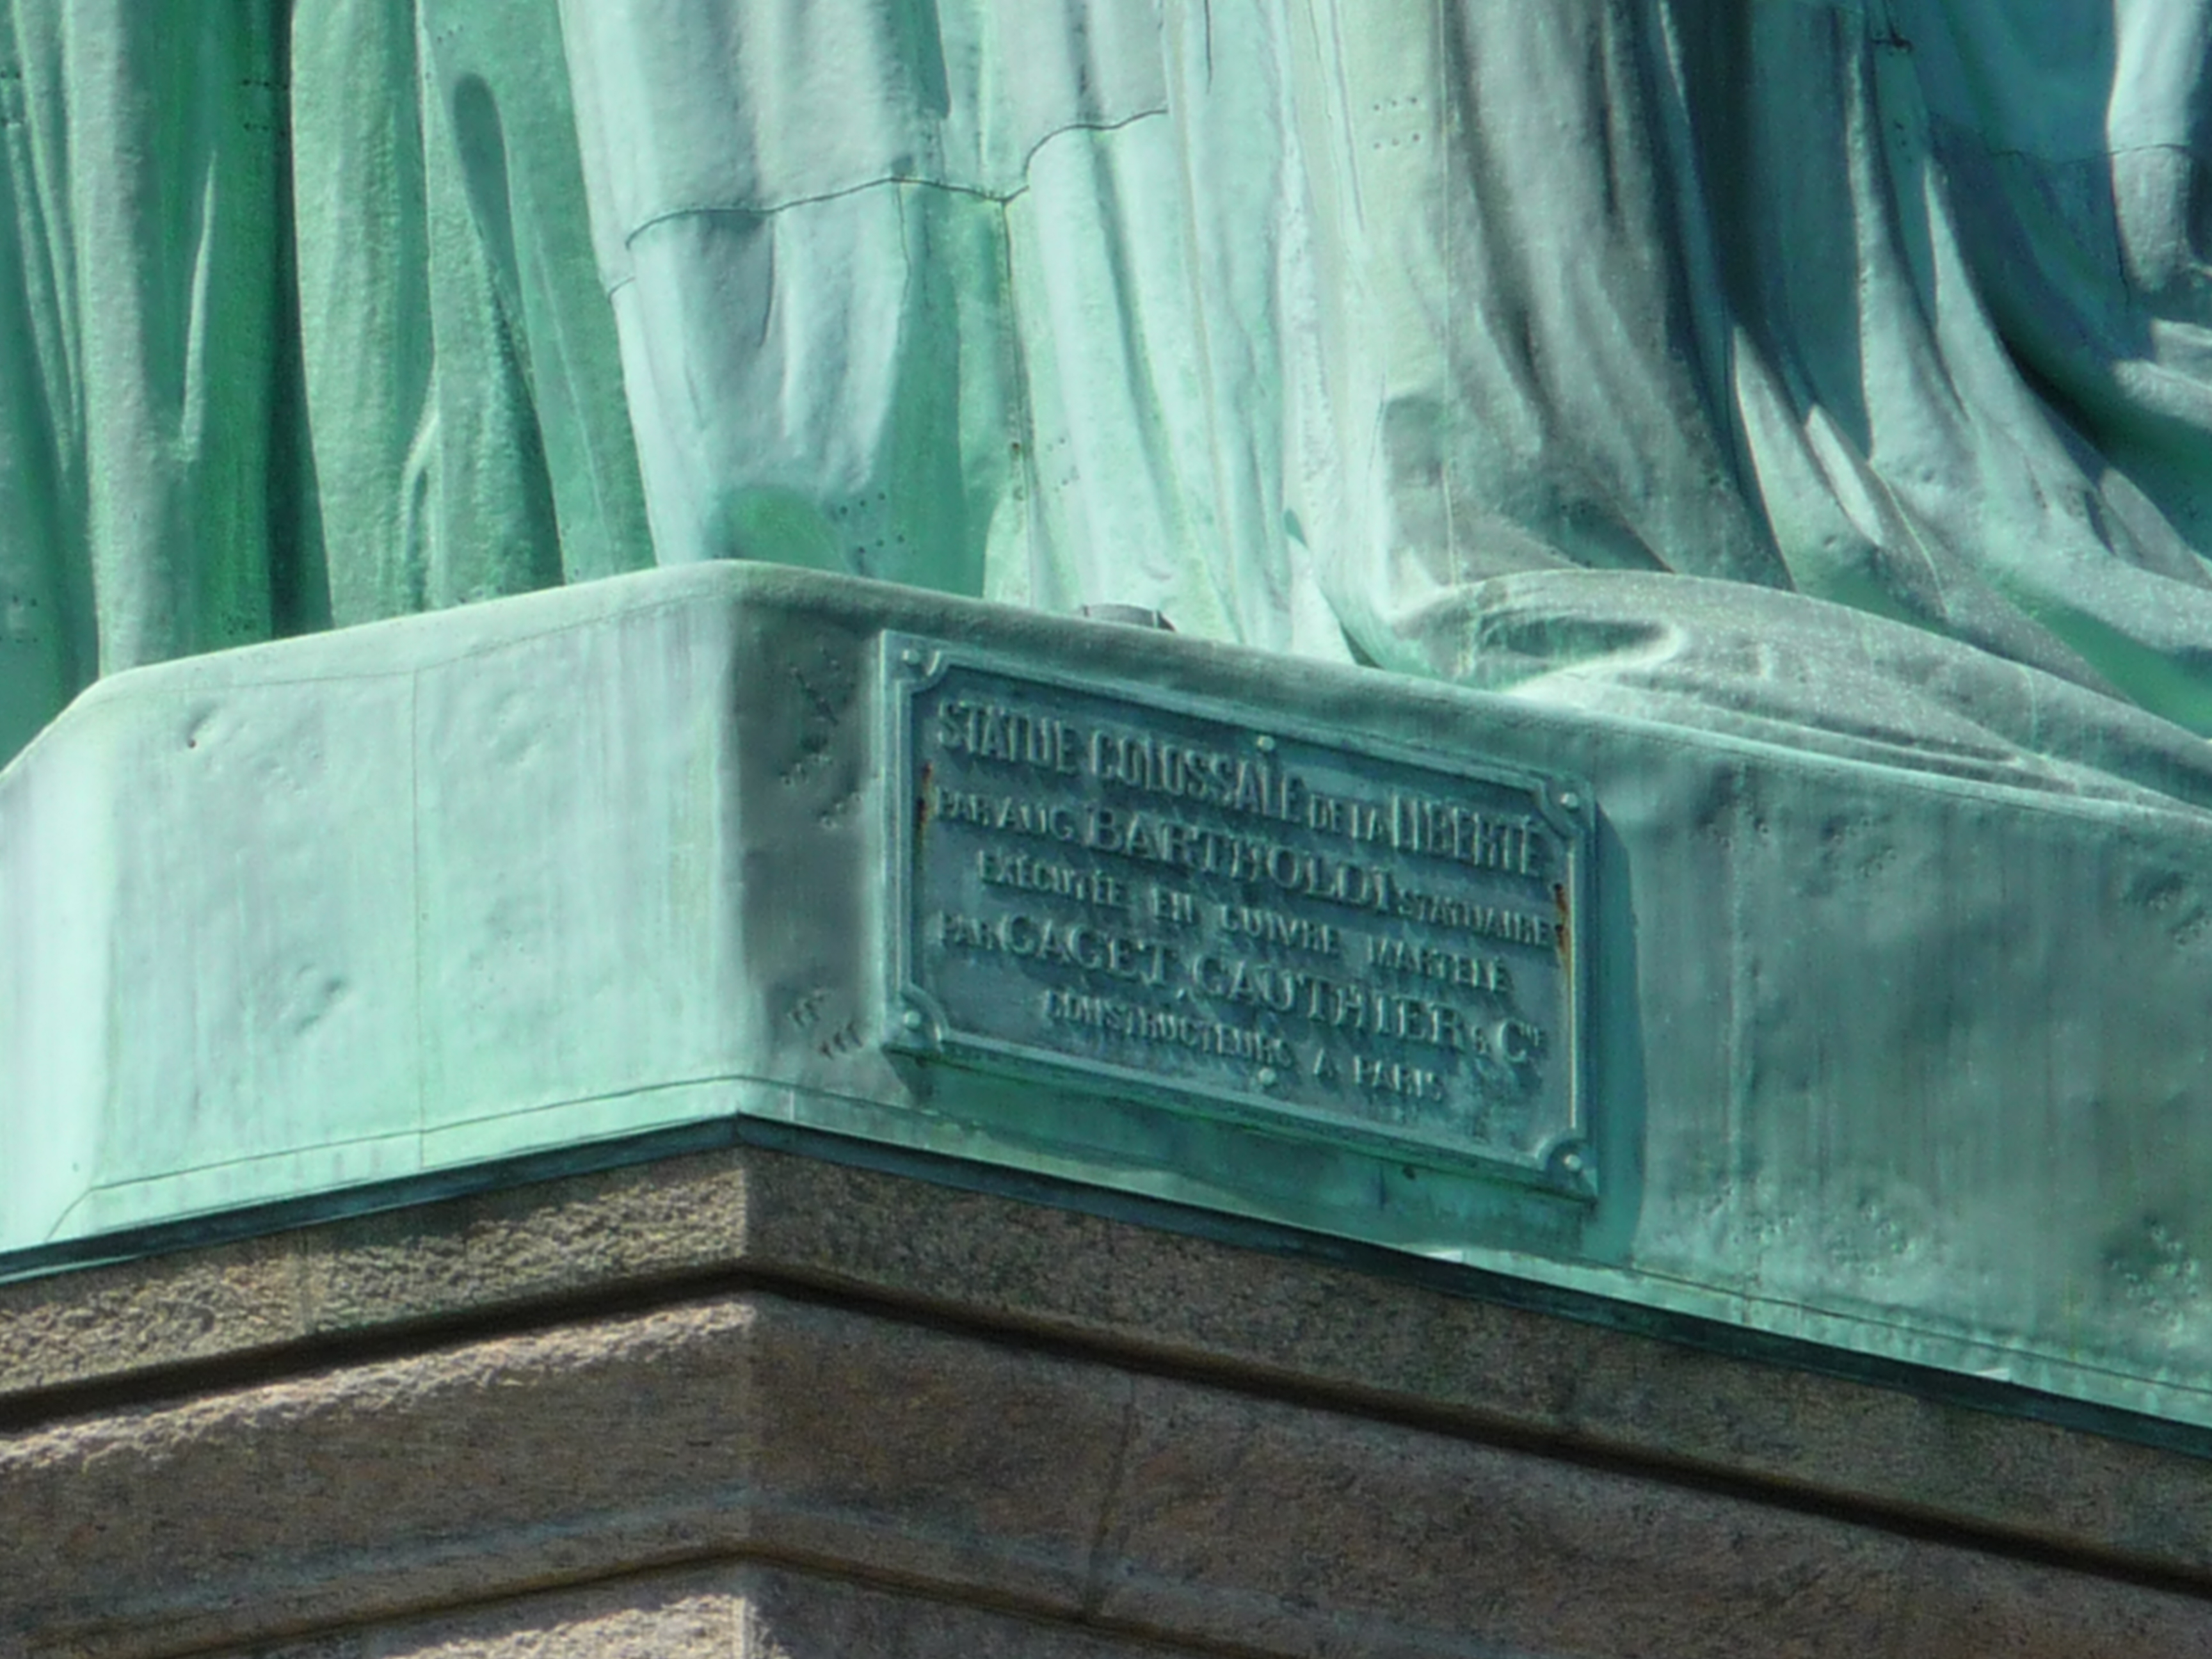 STATUE COLOSSALE DE LA LIBERTÉ
PAR AUG BARTHOLDI STATUAIRE
EXÉCUTÉE EN CUIVRE MARTELÉ
PAR GAGET, GAUTHIER & CIE
CONSTRUCTEURS A PARIS